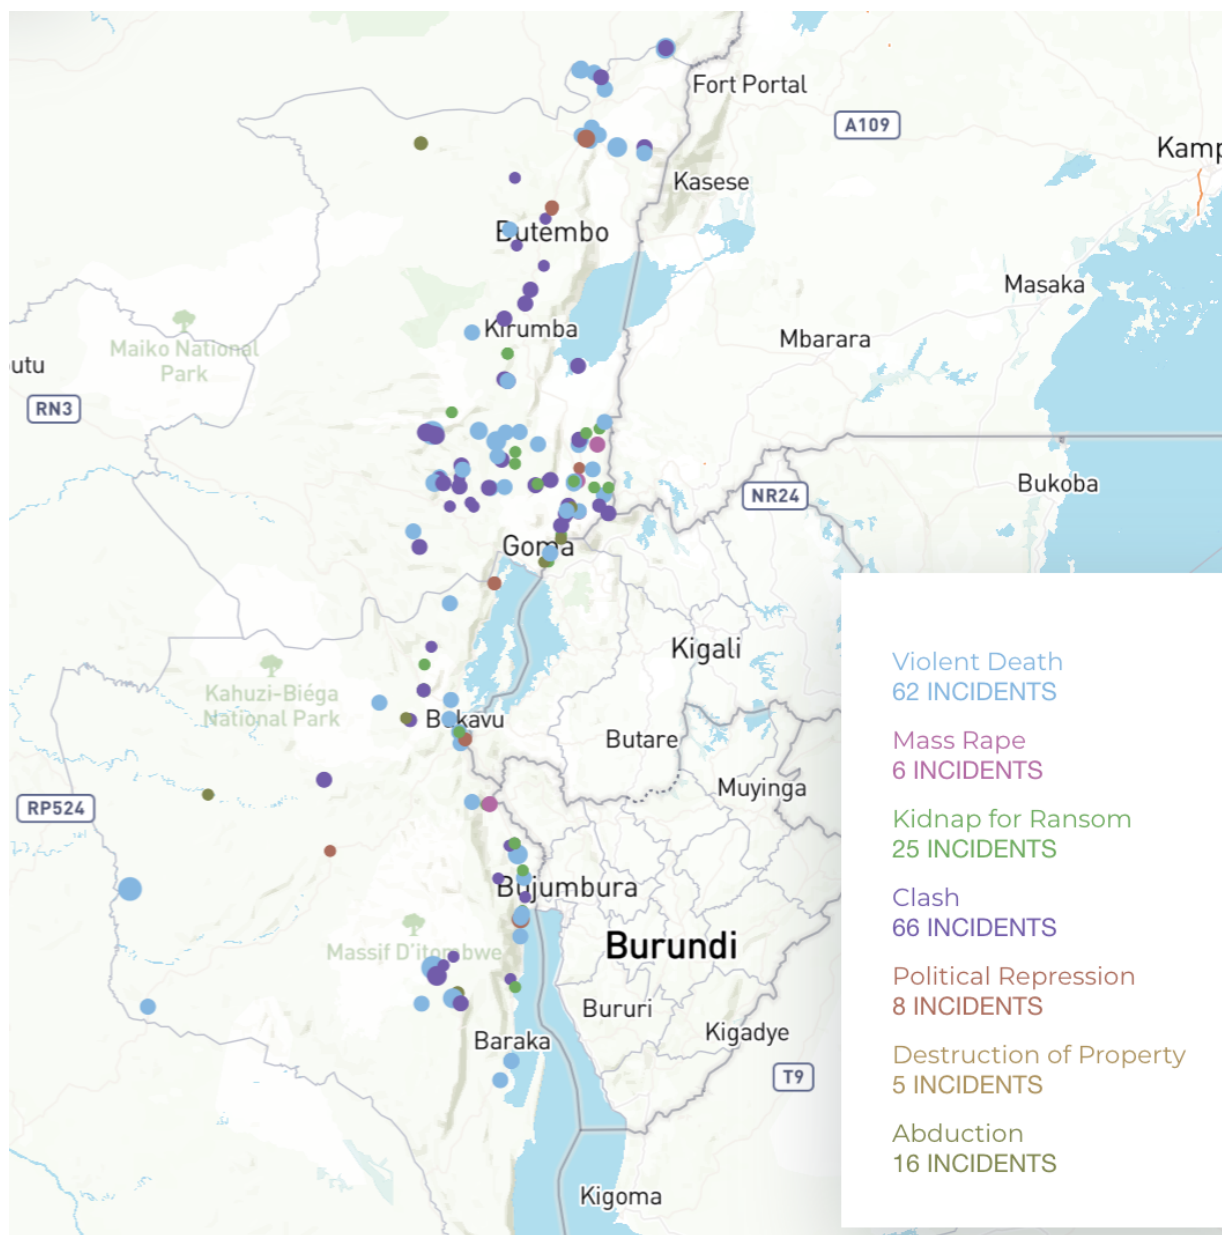 Fort Portal
A109
Kamp
Kasese
Butembo
Masaka
Kirumba
Mbarara
Maiko National
Park
utu
RN3
Bukoba
NR24
Goma
Kigali
Kahuzi-Biéga
National Park
Bukavu
Butare
Muyinga
RP524
Bujumbura
Burundi
Massif D'itombwe
Bururi
Kigadye
Baraka
T9
Kigoma
Violent Death
62 INCIDENTS
Mass Rape
6 INCIDENTS
Kidnap for Ransom
25 INCIDENTS
Clash
66 INCIDENTS
Political Repression
8 INCIDENTS
Destruction of Property
5 INCIDENTS
Abduction
16 INCIDENTS